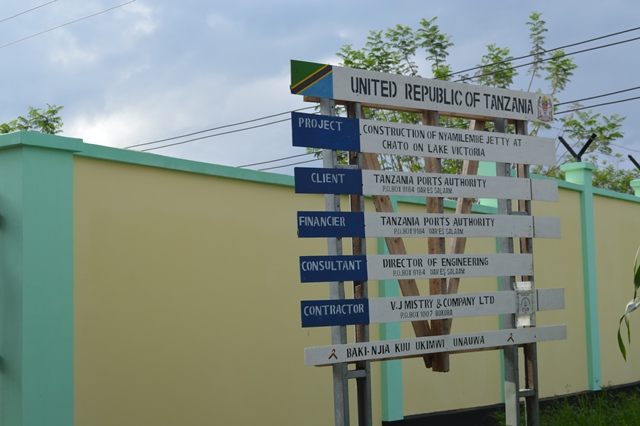 UNITED REPUBLIC OF TANZANIA
PROJECT
CONSTRUCTION OF NYAMILEMBE JETTY AT
CHATO ON LAKE VICTORIA
CLIENT
TANZANIA PORTS AUTHORITY
P.O.BOX 9184 DAR ES SALAAM
FINANCIER
TANZANIA PORTS AUTHORITY
P.O.BOX 9184 DAR ES SALAAM
CONSULTANT
DIRECTOR OF ENGINEERING
P.O.BOX 9184 DAR ES SALAAM
CONTRACTOR
V.J MISTRY & COMPANY LTD
P.O.BOX 1007 BUKOBA
BAKI-NJIA KUU UKIMWI UNAUWA